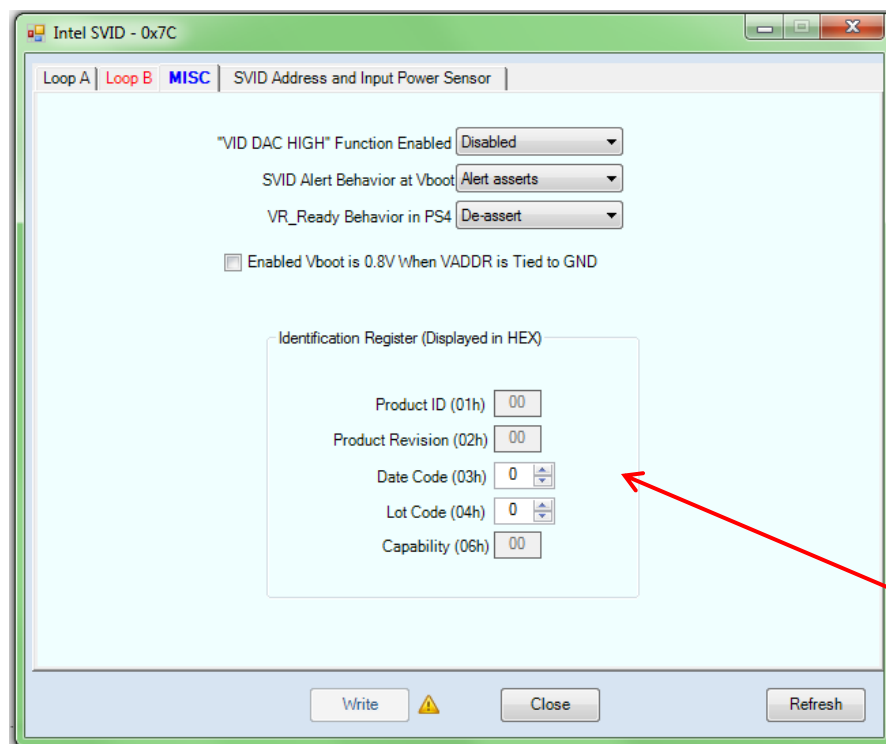 Intel SVID - 0x7C
Loop A Loop B MISC SVID Address and Input Power Sensor
"VID DAC HIGH" Function Enabled Disabled
SVID Alert Behavior at Vboot Alert asserts
VR_Ready Behavior in PS4 De-assert
Enabled Vboot is 0.8V When VADDR is Tied to GND
Identification Register (Displayed in HEX)
Product ID (01h) 00
Product Revision (02h) 00
Date Code (03h) 0
Lot Code (04h) 0
Capability (06h) 00
Write Close Refresh